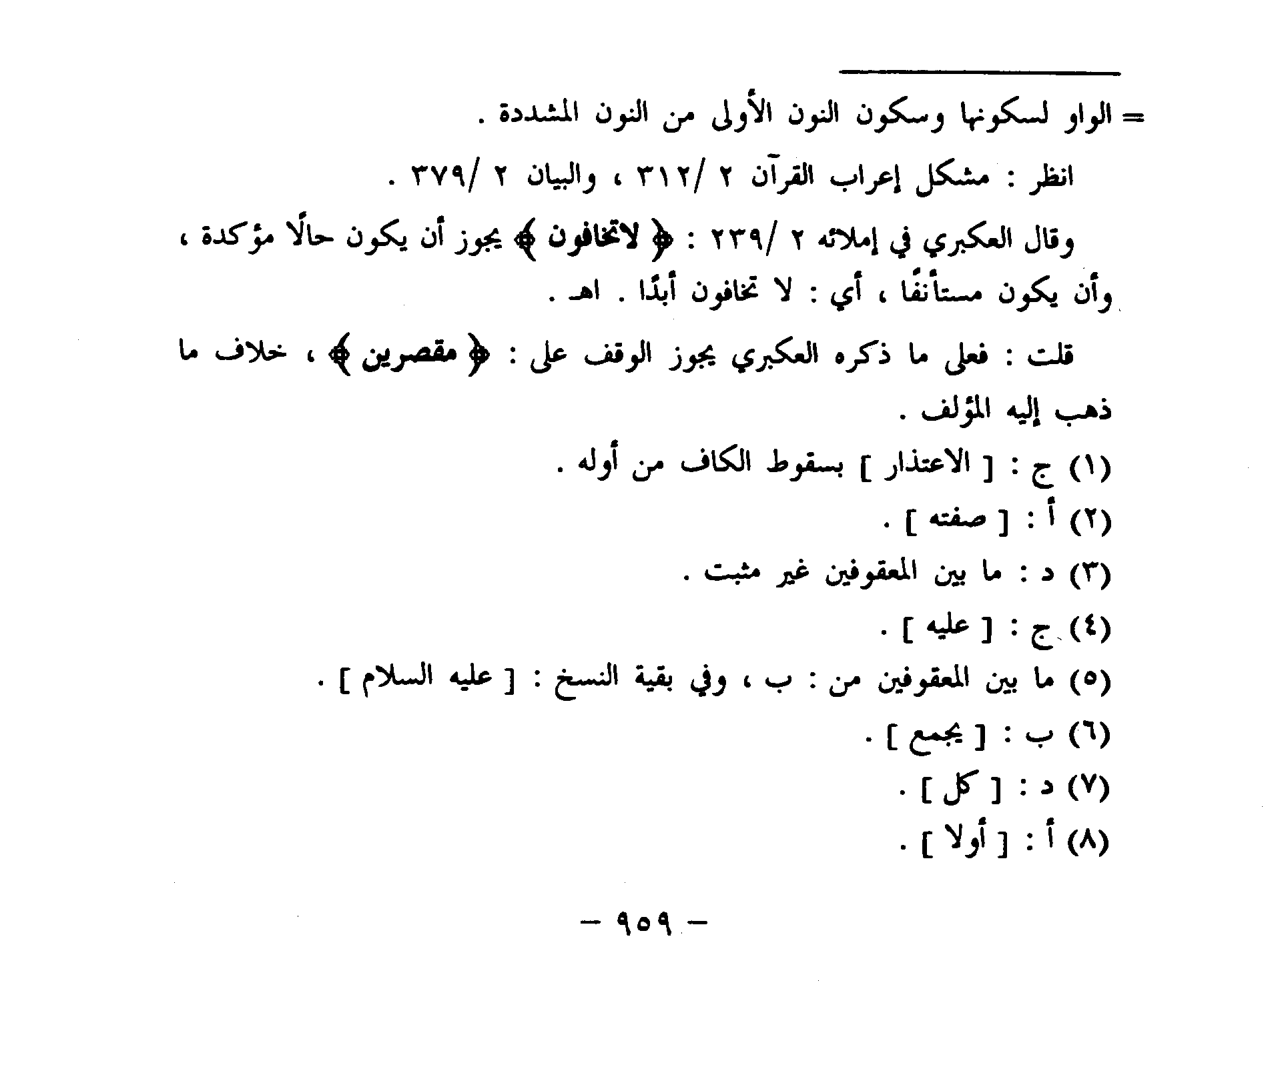 = الواو لسكونها وسكون النون الأولى من النون المشددة .
انظر : مشكل إعراب القرآن ٢ /٣١٢ ، والبيان ٢ /٣٧٩ .
وقال العكبري في إملائه ٢ /٢٣٩ : ﴿ لاتخافون ﴾ يجوز أن يكون حالًا مؤكدة ،
وأن يكون مستأنفًا ، أي : لا تخافون أبدًا . اهـ .
قلت : فعلى ما ذكره العكبري يجوز الوقف على : ﴿ مقصرين ﴾ ، خلاف ما
ذهب إليه المؤلف .
(١) ج : [ الاعتذار ] بسقوط الكاف من أوله .
(٢) أ : [ صفته ] .
(٣) د : ما بين المعقوفين غير مثبت .
(٤) ج : [ عليه ] .
(٥) ما بين المعقوفين من : ب ، وفي بقية النسخ : [ عليه السلام ] .
(٦) ب : [ يجمع ] .
(٧) د : [ كل ] .
(٨) أ : [ أولا ] .
– ٩٥٩ –